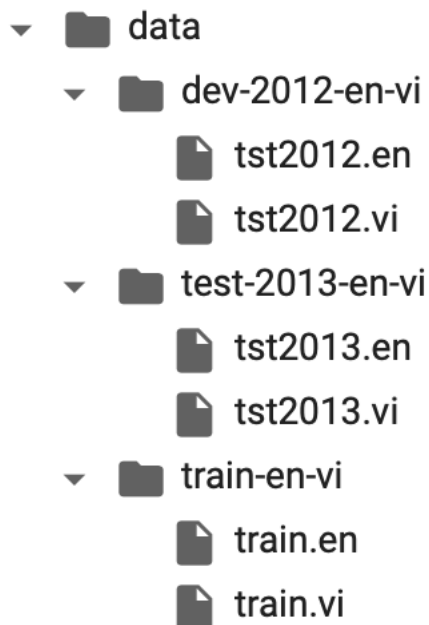 data
dev-2012-en-vi
tst2012.en
tst2012.vi
test-2013-en-vi
tst2013.en
tst2013.vi
train-en-vi
train.en
train.vi